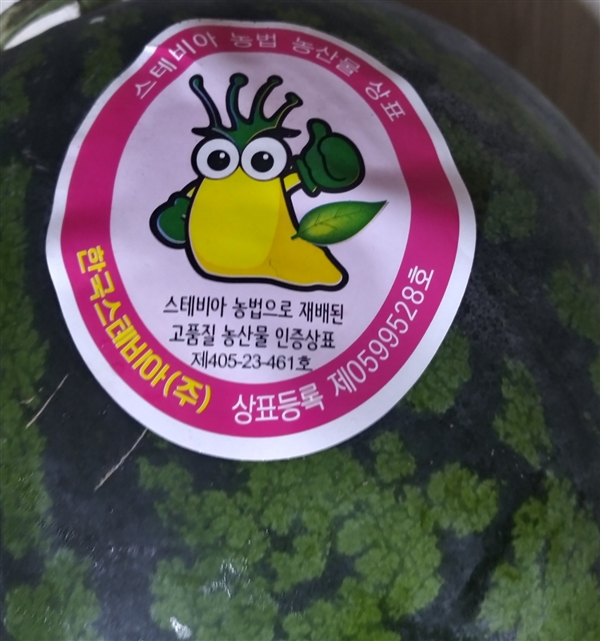 스테비아 농법 농산물 상표
스테비아 농법으로 재배된
고품질 농산물 인증상표
제405-23-461호
한국스테비아(주)
상표등록 제0599528호